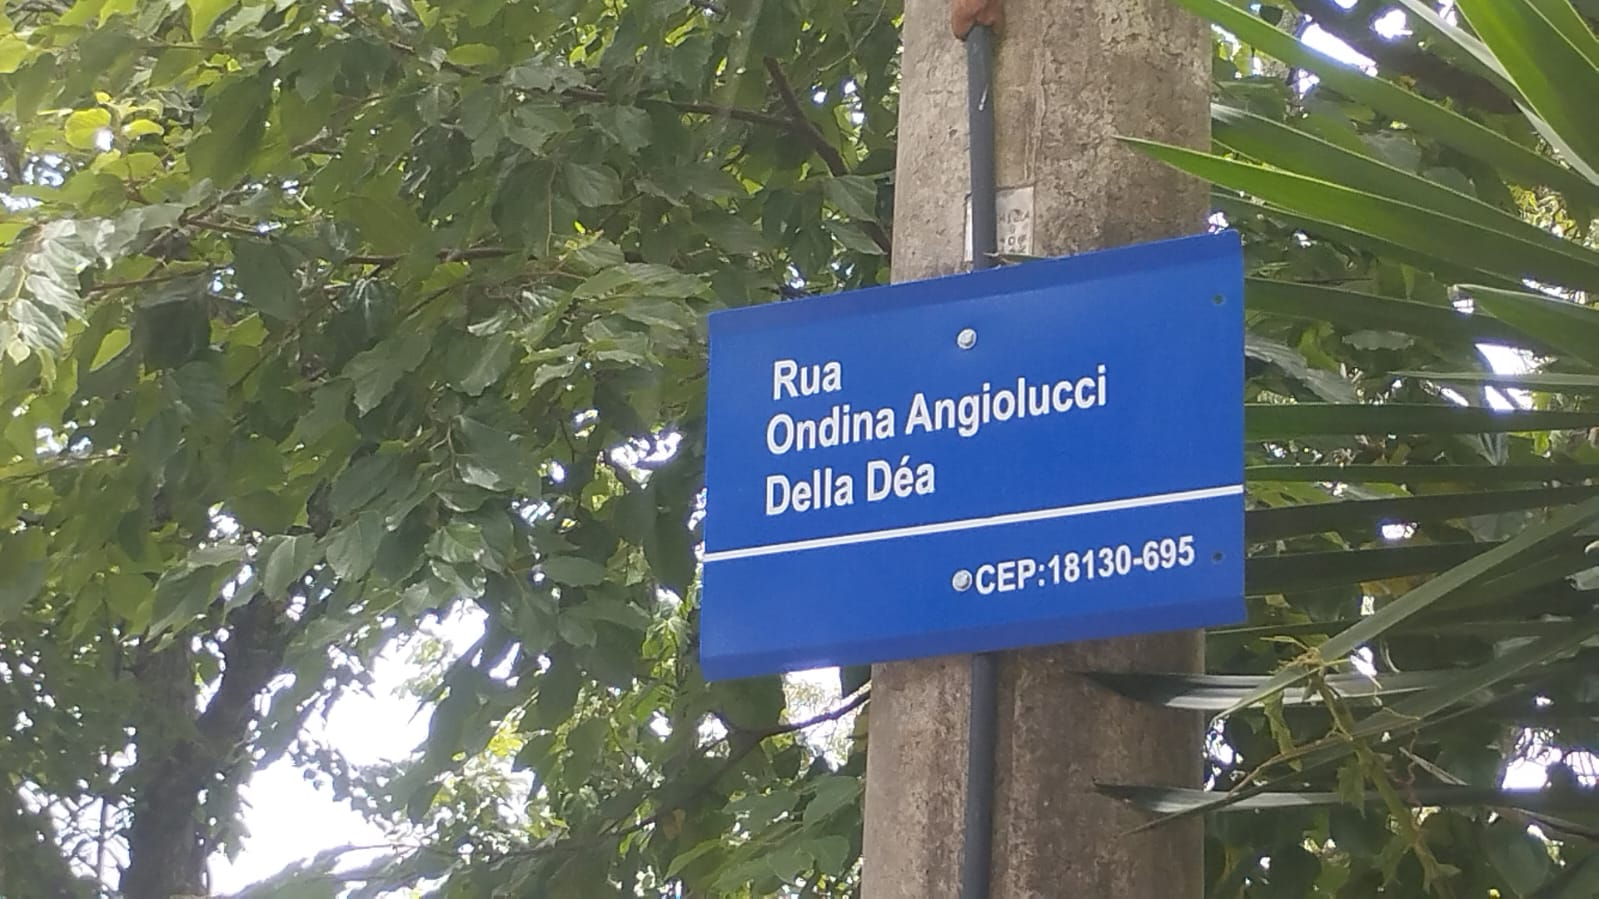 Rua
Ondina Angiolucci
Della Déa
CEP:18130-695